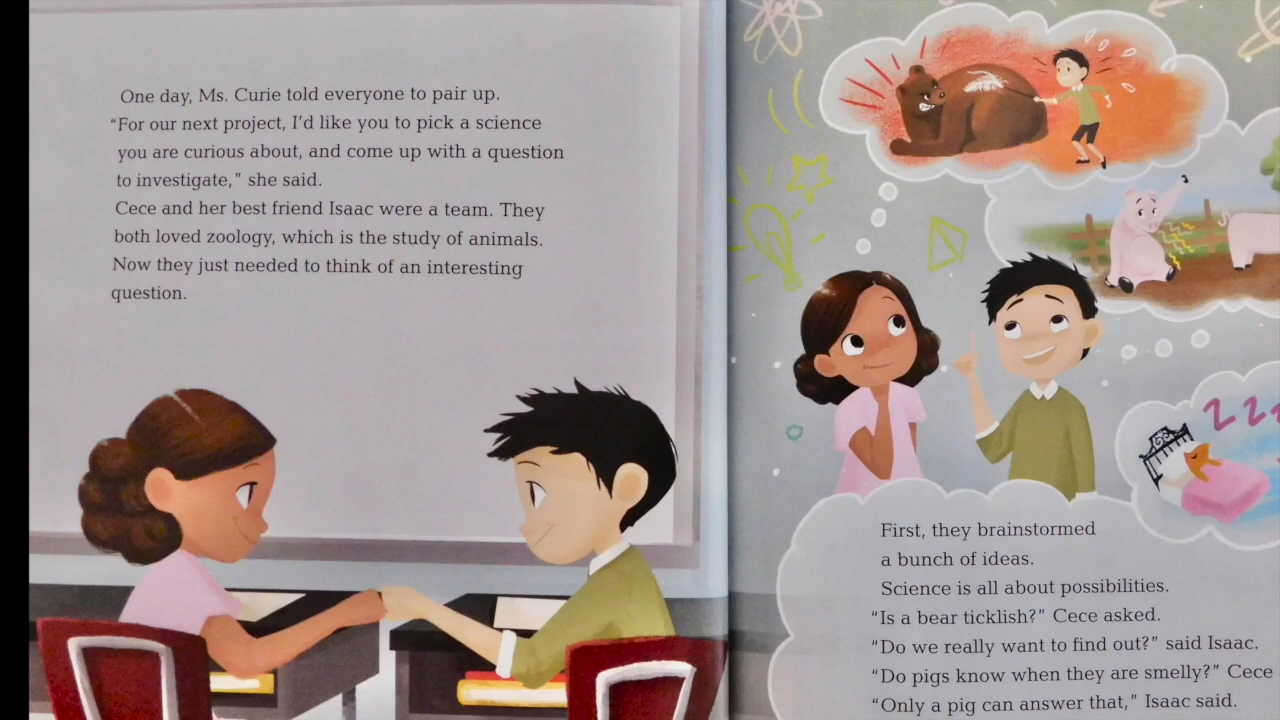 One day, Ms. Curie told everyone to pair up.
“For our next project, I’d like you to pick a science
you are curious about, and come up with a question
to investigate,” she said.
Cece and her best friend Isaac were a team. They
both loved zoology, which is the study of animals.
Now they just needed to think of an interesting
question.
Z Z Z
First, they brainstormed
a bunch of ideas.
Science is all about possibilities.
“Is a bear ticklish?” Cece asked.
“Do we really want to find out?” said Isaac.
“Do pigs know when they are smelly?” Cece
“Only a pig can answer that,” Isaac said.